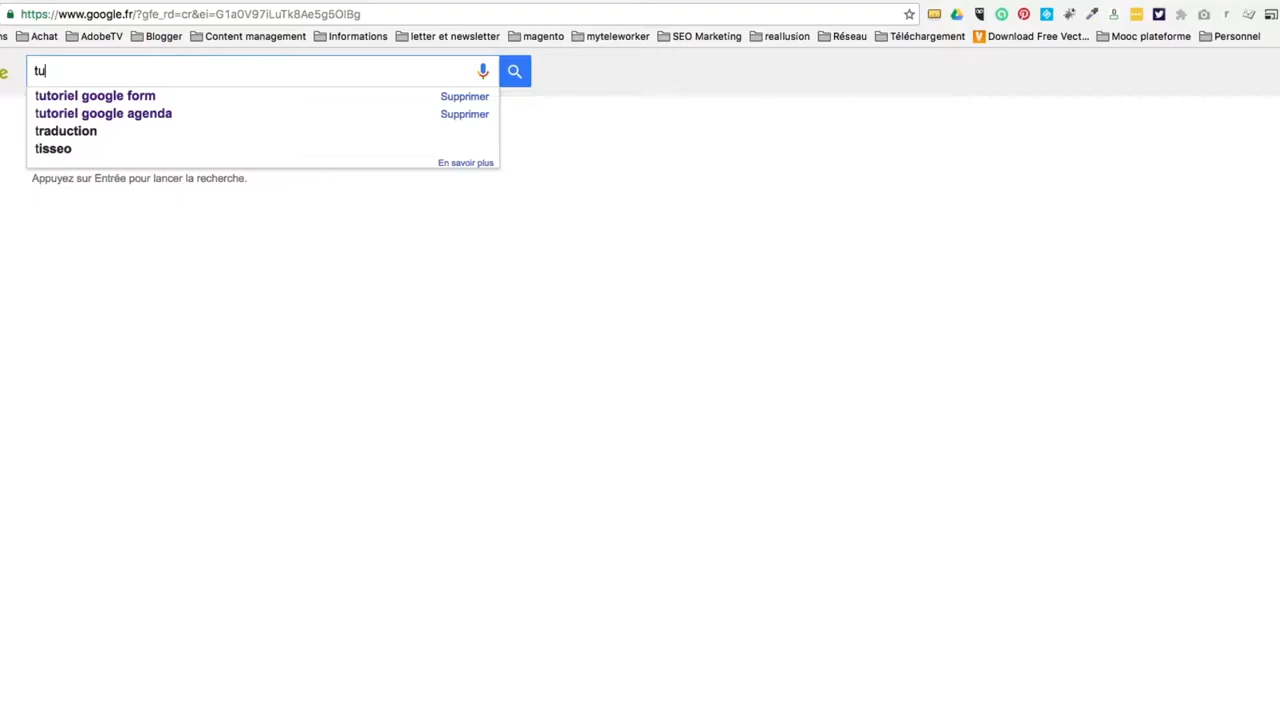 https://www.google.fr/?gfe_rd=cr&ei=G1a0V97iLuTk8Ae5g5OIBg
ns Achat AdobeTV Blogger Content management Informations letter et newsletter magento myteleworker SEO Marketing reallusion Réseau Téléchargement Download Free Vect... Mooc plateforme Personnel
e tu
tutoriel google form Supprimer
tutoriel google agenda Supprimer
traduction
tisseo
En savoir plus
Appuyez sur Entrée pour lancer la recherche.